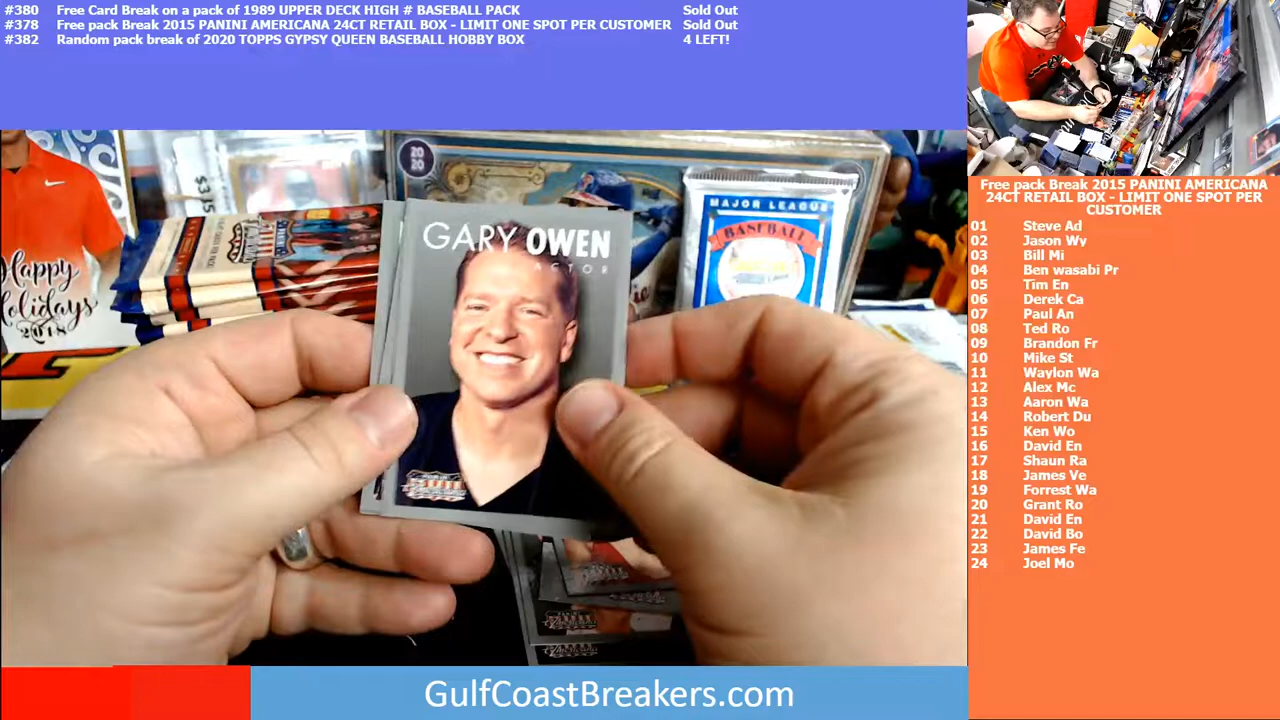 #380 Free Card Break on a pack of 1989 UPPER DECK HIGH # BASEBALL PACK Sold Out
#378 Free pack Break 2015 PANINI AMERICANA 24CT RETAIL BOX - LIMIT ONE SPOT PER CUSTOMER Sold Out
#382 Random pack break of 2020 TOPPS GYPSY QUEEN BASEBALL HOBBY BOX 4 LEFT!
20
20
MAJOR LEAGUE
BASEBALL
$3
GARY OWEN
ACTOR
Happy
Holidays
2018
Free pack Break 2015 PANINI AMERICANA
24CT RETAIL BOX - LIMIT ONE SPOT PER
CUSTOMER
01 Steve Ad
02 Jason Wy
03 Bill Mi
04 Ben wasabi Pr
05 Tim En
06 Derek Ca
07 Paul An
08 Ted Ro
09 Brandon Fr
10 Mike St
11 Waylon Wa
12 Alex Mc
13 Aaron Wa
14 Robert Du
15 Ken Wo
16 David En
17 Shaun Ra
18 James Ve
19 Forrest Wa
20 Grant Ro
21 David En
22 David Bo
23 James Fe
24 Joel Mo
GulfCoastBreakers.com